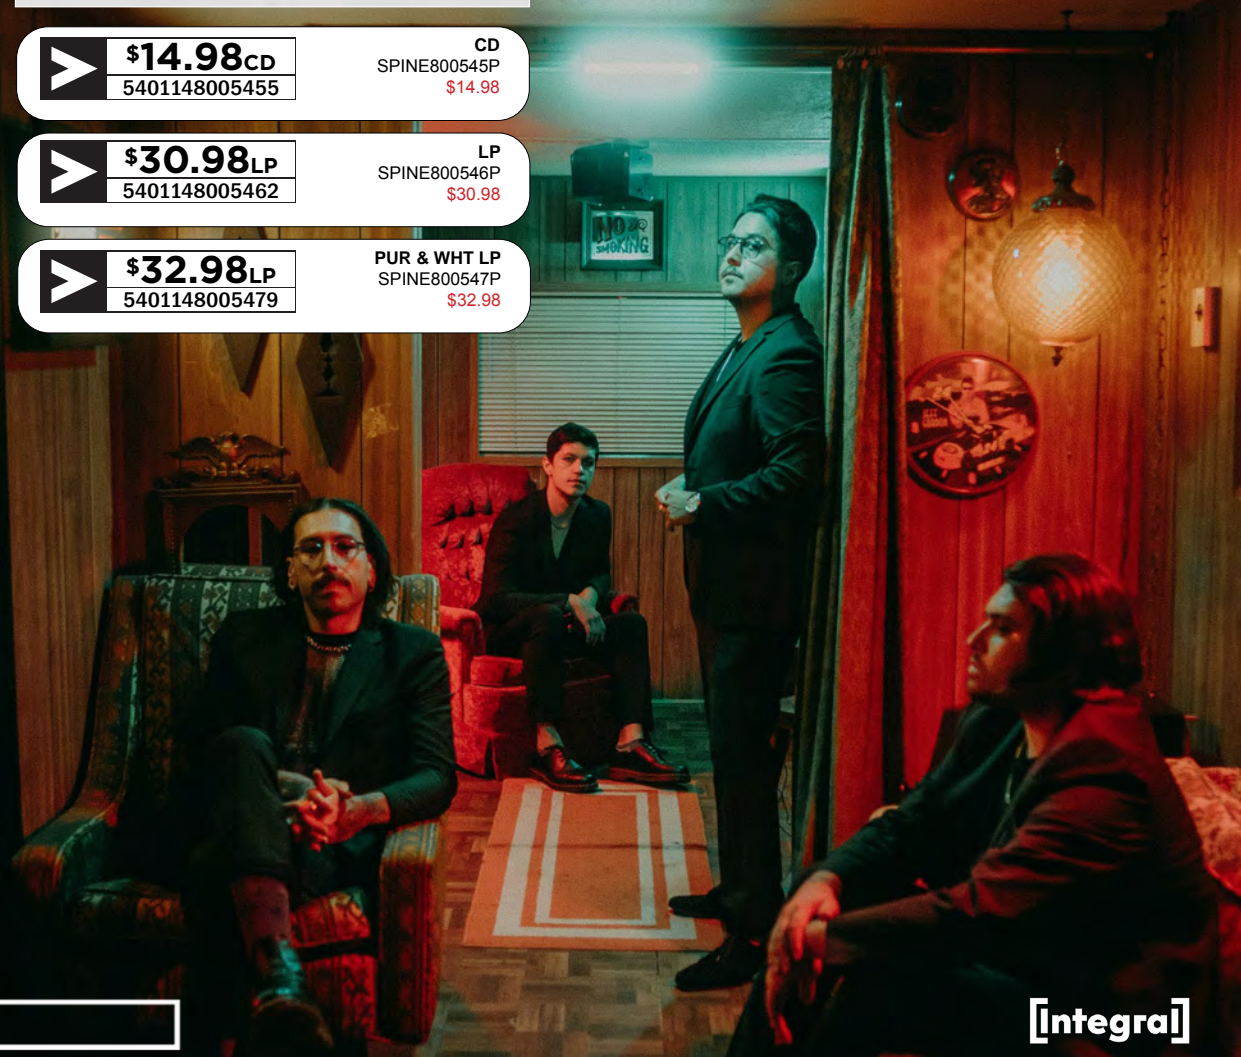 $14.98CD
5401148005455
CD
SPINE800545P
$14.98
$30.98LP
5401148005462
LP
SPINE800546P
$30.98
$32.98LP
5401148005479
PUR & WHT LP
SPINE800547P
$32.98
NO
SMOKING
[Integral]